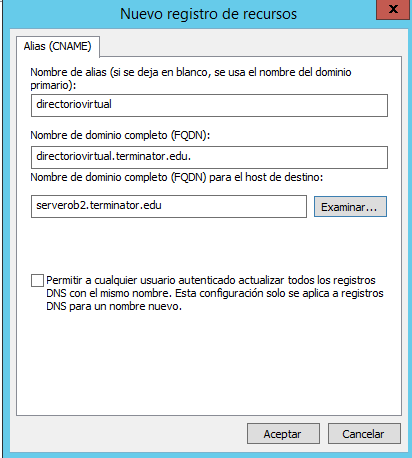 Nuevo registro de recursos
x
Alias (CNAME)
Nombre de alias (si se deja en blanco, se usa el nombre del dominio
primario):
directoriovirtual
Nombre de dominio completo (FQDN):
directoriovirtual.terminator.edu.
Nombre de dominio completo (FQDN) para el host de destino:
serverob2.terminator.edu
Examinar...
Permitir a cualquier usuario autenticado actualizar todos los registros
DNS con el mismo nombre. Esta configuración solo se aplica a registros
DNS para un nombre nuevo.
Aceptar
Cancelar